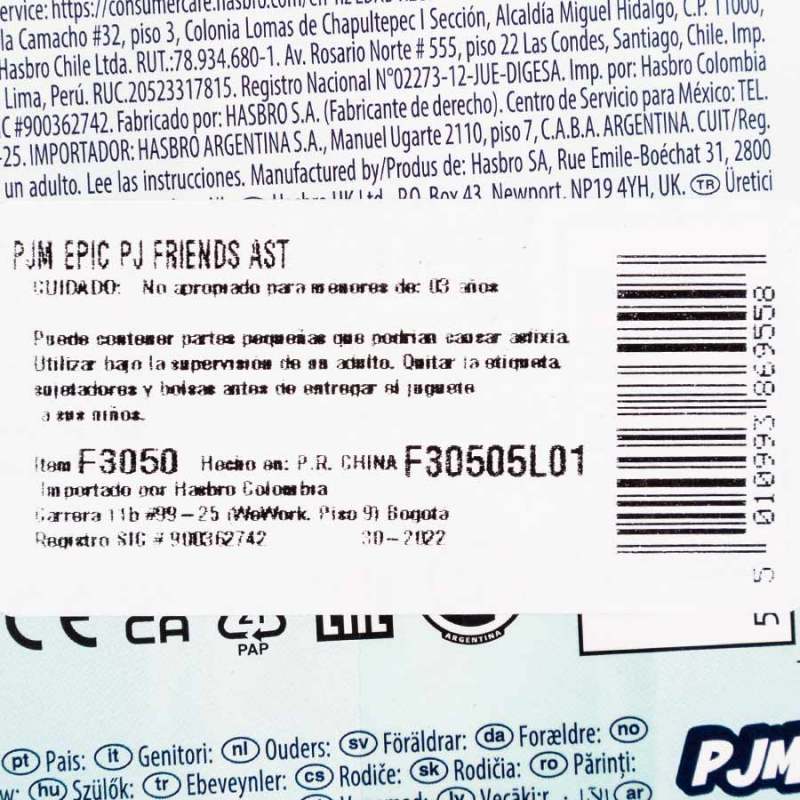 ervice: https://consumercare.hasbro.com/en-
la Camacho #32, piso 3, Colonia Lomas de Chapultepec I Sección, Alcaldía Miguel Hidalgo, C.P. 11000,
Hasbro Chile Ltda. RUT.:78.934.680-1. Av. Rosario Norte # 555, piso 22 Las Condes, Santiago, Chile. Imp.
Lima, Perú. RUC.20523317815. Registro Nacional N°02273-12-JUE-DIGESA. Imp. por: Hasbro Colombia
C #900362742. Fabricado por: HASBRO S.A. (Fabricante de derecho). Centro de Servicio para México: TEL.
-25. IMPORTADOR: HASBRO ARGENTINA S.A., Manuel Ugarte 2110, piso 7, C.A.B.A. ARGENTINA. CUIT/Reg.
un adulto. Lee las instrucciones. Manufactured by/Produs de: Hasbro SA, Rue Emile-Boéchat 31, 2800
Hasbro UK Ltd., P.O. Box 43, Newport, NP19 4YH, UK. TR Üretici
PJM EPIC PJ FRIENDS AST
CUIDADO: No apropiado para menores de: 03 años
Puede contener partes pequeñas que podrian causar asfixia.
Utilizar bajo la supervision de un adulto. Quitar la etiqueta
sujetadores y bolsas antes de entregar el juguete
a sus niños.
Item F3050 Hecho en: P.R. CHINA F30505L01
Importado por Hasbro Colombia
Carrera 11b #99-25 (WeWork. Piso 9) Bogota
Registro SIC # 900362742 30-2022
5 010993 869558
5
CE CA 21 PAP
ARGENTINA
pt Pais: it Genitori: nl Ouders: sv Föräldrar: da Forældre: no
w: hu Szülők: tr Ebeveynler: cs Rodiče: sk Rodičia: ro Părinți:
lv Vecāki: ar
PJM